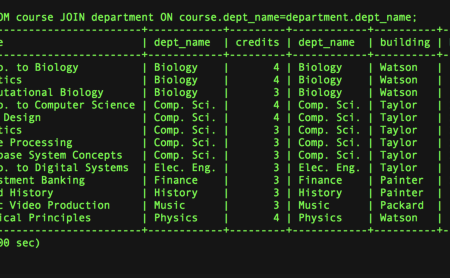 OM course JOIN department ON course.dept_name=department.dept_name;
e | dept_name | credits | dept_name | building |
o. to Biology | Biology | 4 | Biology | Watson |
tics | Biology | 4 | Biology | Watson |
utational Biology | Biology | 3 | Biology | Watson |
o. to Computer Science | Comp. Sci. | 4 | Comp. Sci. | Taylor |
Design | Comp. Sci. | 4 | Comp. Sci. | Taylor |
tics | Comp. Sci. | 3 | Comp. Sci. | Taylor |
e Processing | Comp. Sci. | 3 | Comp. Sci. | Taylor |
base System Concepts | Comp. Sci. | 3 | Comp. Sci. | Taylor |
o. to Digital Systems | Elec. Eng. | 3 | Elec. Eng. | Taylor |
stment Banking | Finance | 3 | Finance | Painter |
d History | History | 3 | History | Painter |
c Video Production | Music | 3 | Music | Packard |
ical Principles | Physics | 4 | Physics | Watson |
00 sec)